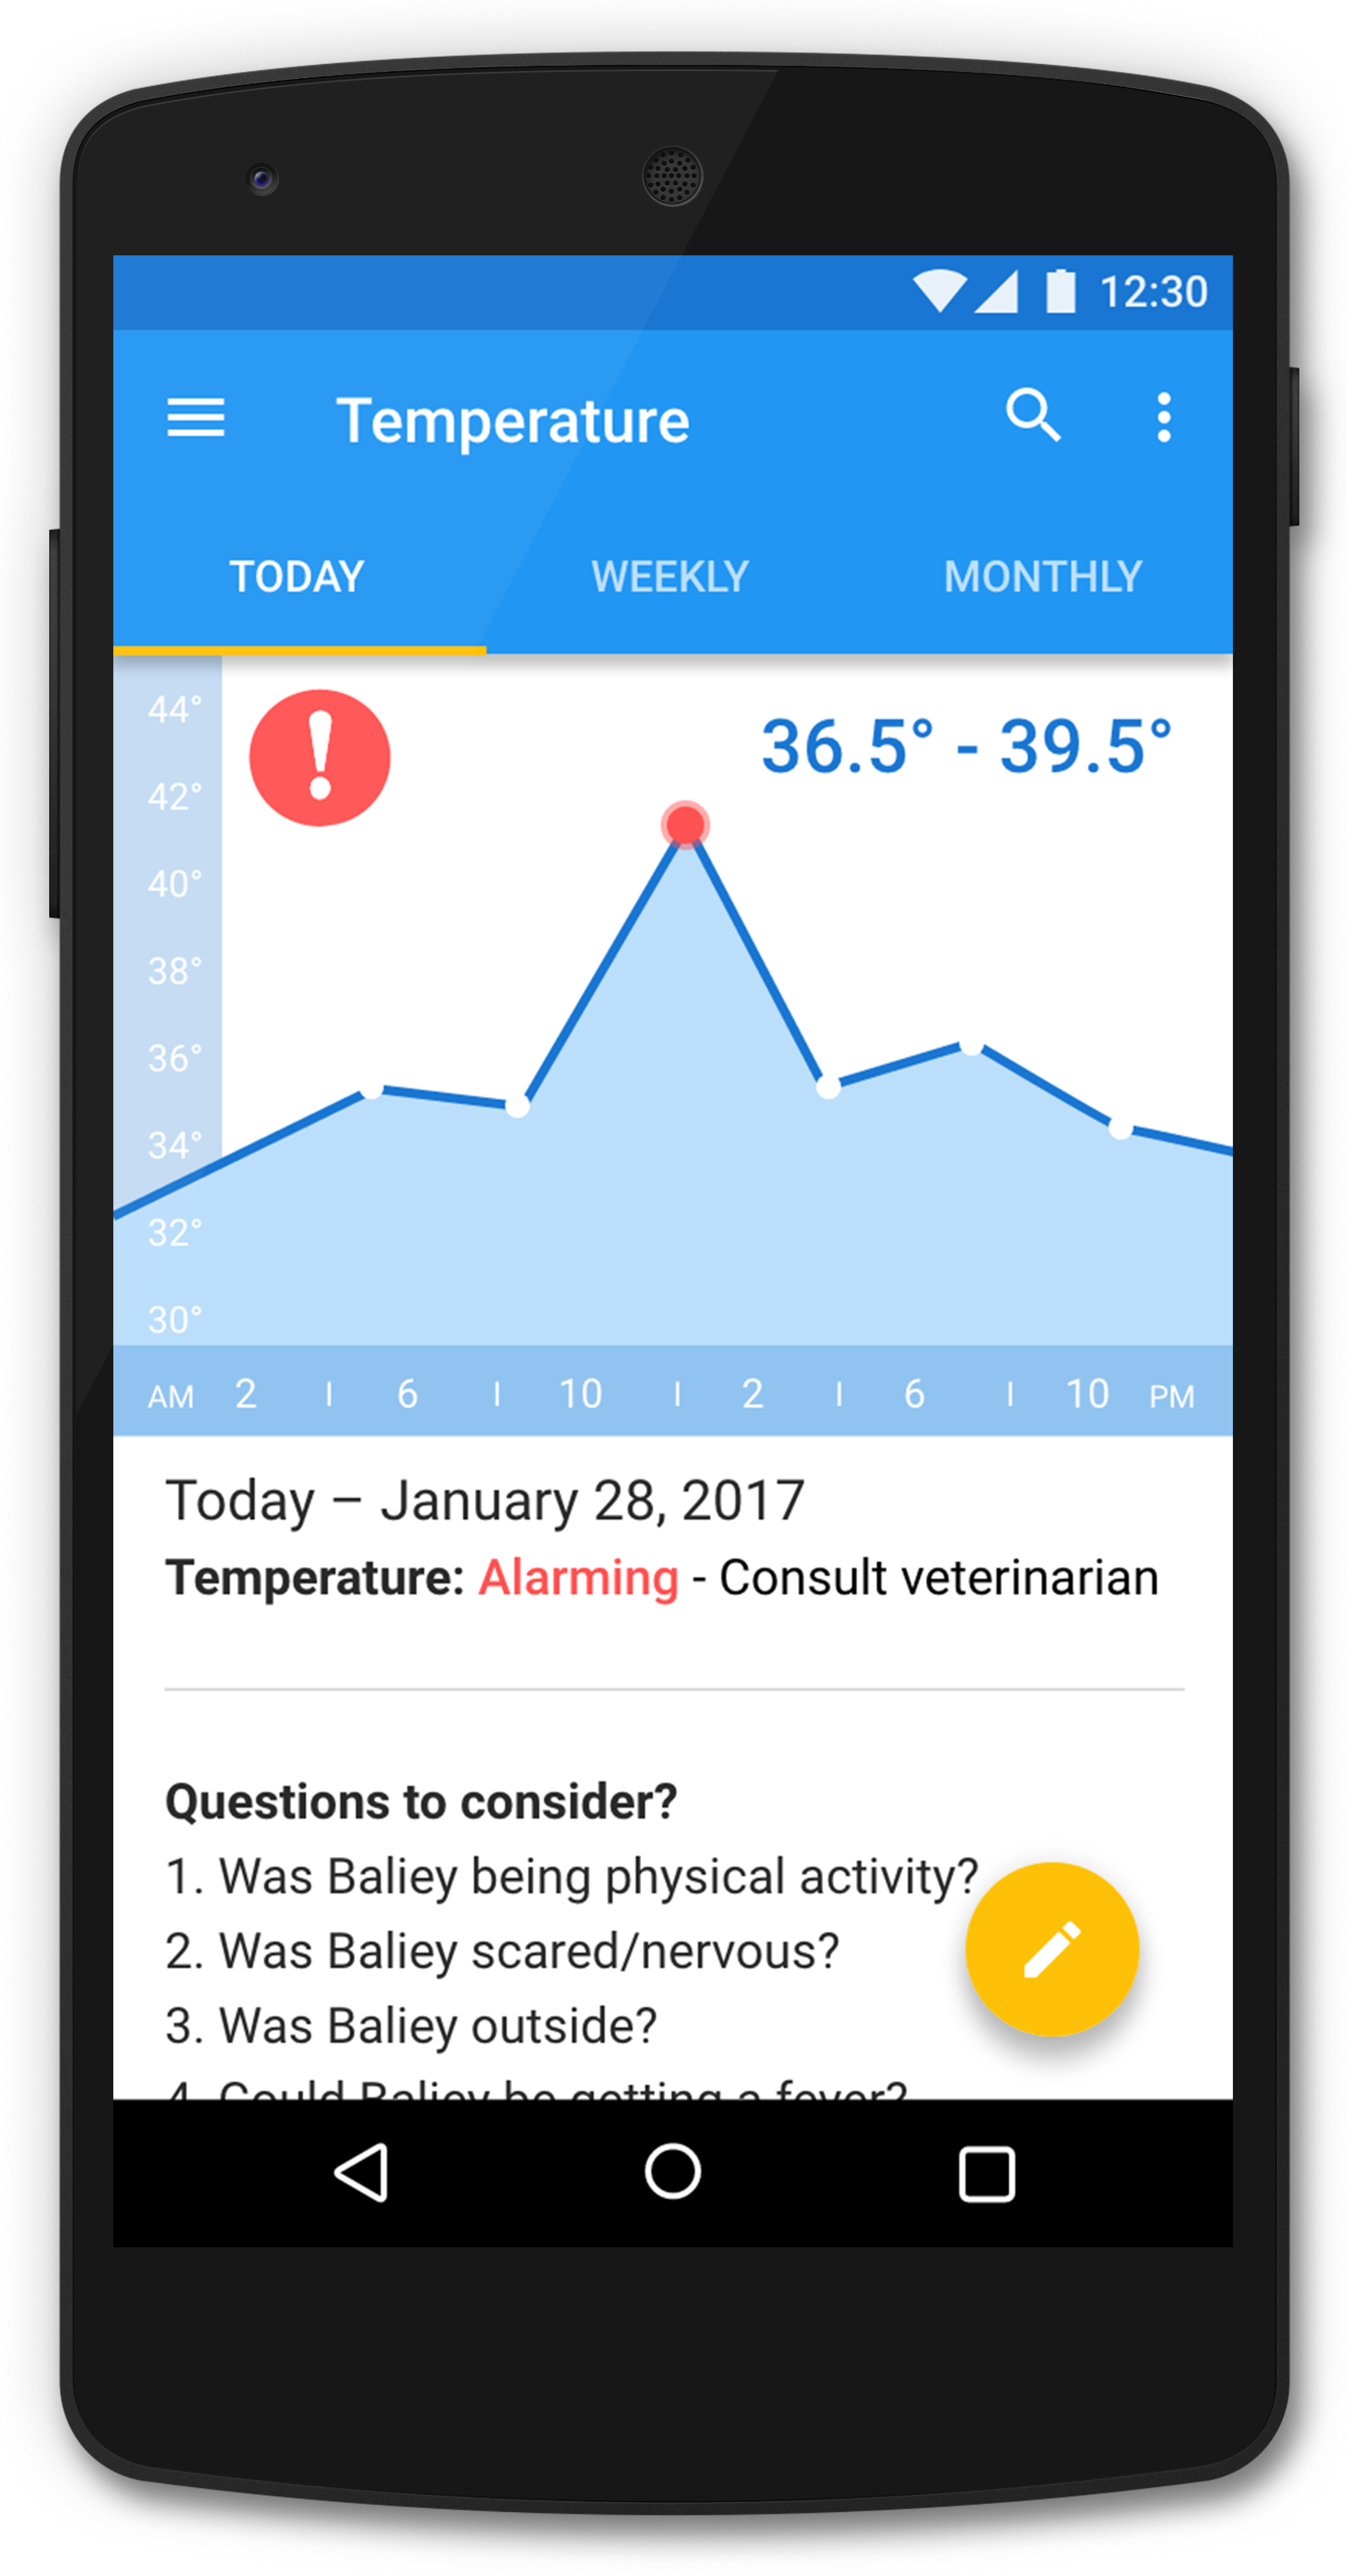 12:30
Temperature
TODAY WEEKLY MONTHLY
36.5° - 39.5°
44°
42°
40°
38°
36°
34°
32°
30°
AM 2 | 6 | 10 | 2 | 6 | 10 PM
Today – January 28, 2017
Temperature: Alarming - Consult veterinarian
Questions to consider?
1. Was Baliey being physical activity?
2. Was Baliey scared/nervous?
3. Was Baliey outside?
4. Could Baliey be getting a fever?